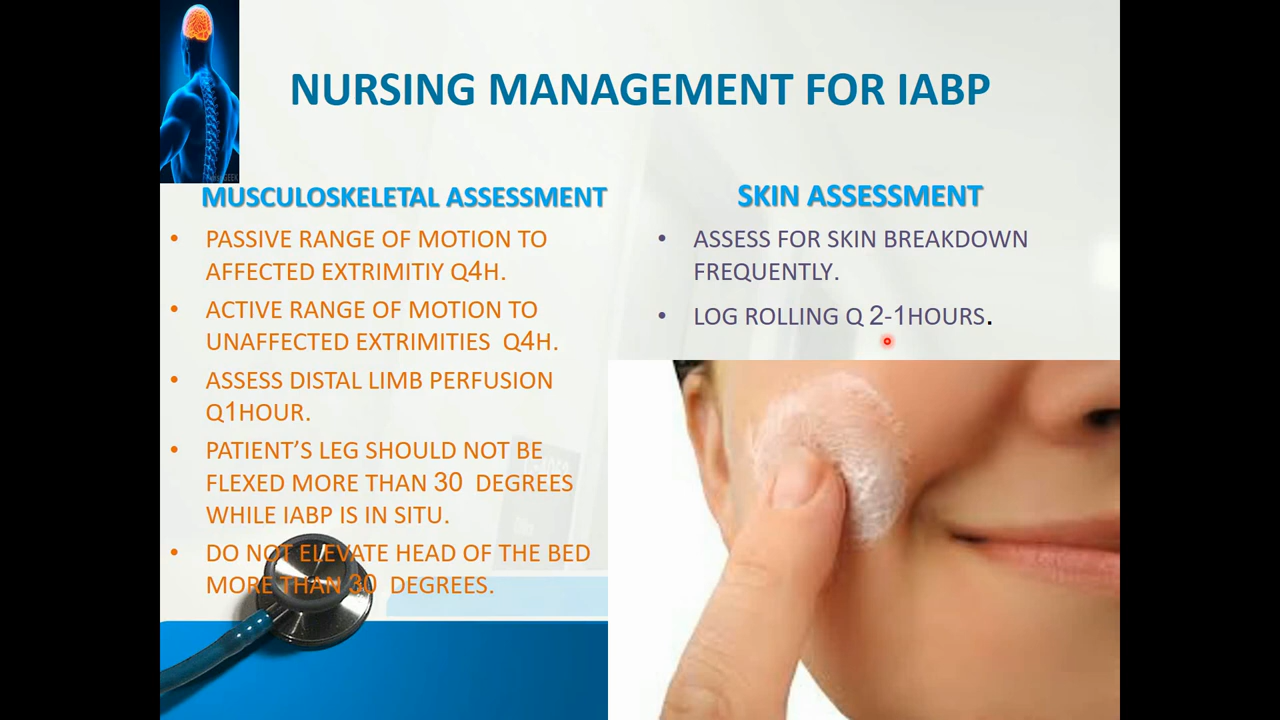 NURSING MANAGEMENT FOR IABP
MUSCULOSKELETAL ASSESSMENT
• PASSIVE RANGE OF MOTION TO
AFFECTED EXTRIMITIY Q4H.
• ACTIVE RANGE OF MOTION TO
UNAFFECTED EXTRIMITIES Q4H.
• ASSESS DISTAL LIMB PERFUSION
Q1HOUR.
• PATIENT'S LEG SHOULD NOT BE
FLEXED MORE THAN 30 DEGREES
WHILE IABP IS IN SITU.
• DO NOT ELEVATE HEAD OF THE BED
MORE THAN 30 DEGREES.
SKIN ASSESSMENT
• ASSESS FOR SKIN BREAKDOWN
FREQUENTLY.
• LOG ROLLING Q 2-1HOURS.